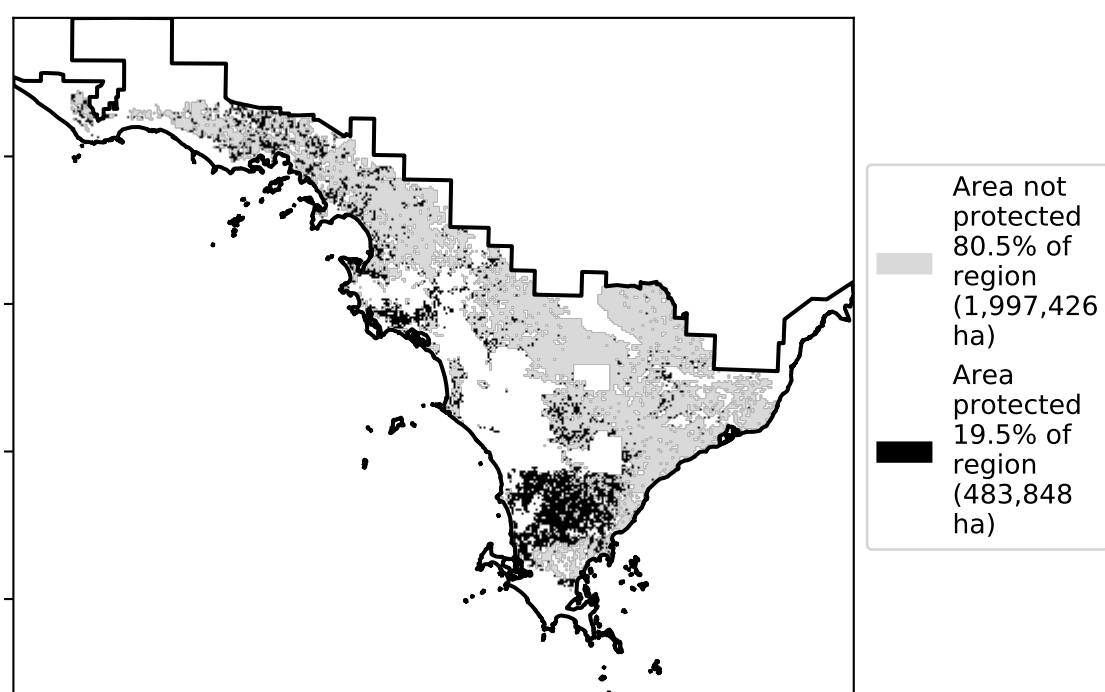 Area not
protected
80.5% of
region
(1,997,426
ha)
Area
protected
19.5% of
region
(483,848
ha)